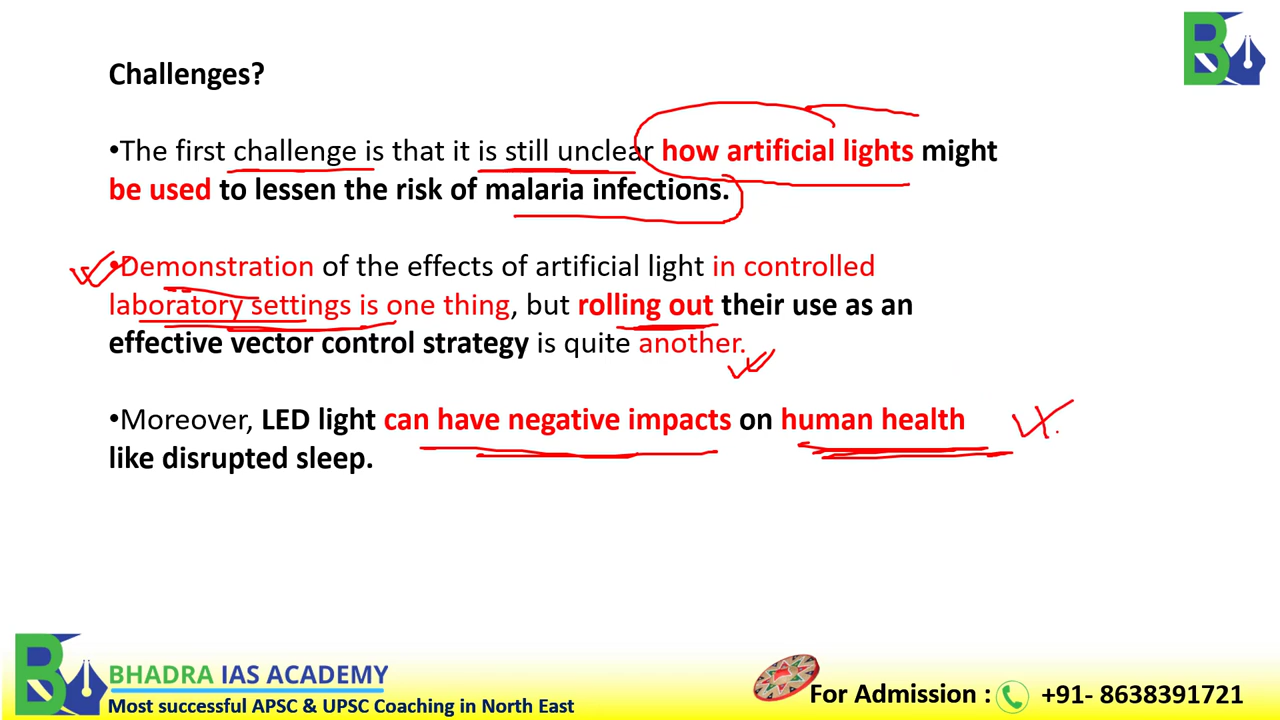 Challenges?
•The first challenge is that it is still unclear how artificial lights might
be used to lessen the risk of malaria infections.
•Demonstration of the effects of artificial light in controlled
laboratory settings is one thing, but rolling out their use as an
effective vector control strategy is quite another.
•Moreover, LED light can have negative impacts on human health
like disrupted sleep.
BHADRA IAS ACADEMY
Most successful APSC & UPSC Coaching in North East
For Admission : +91- 8638391721